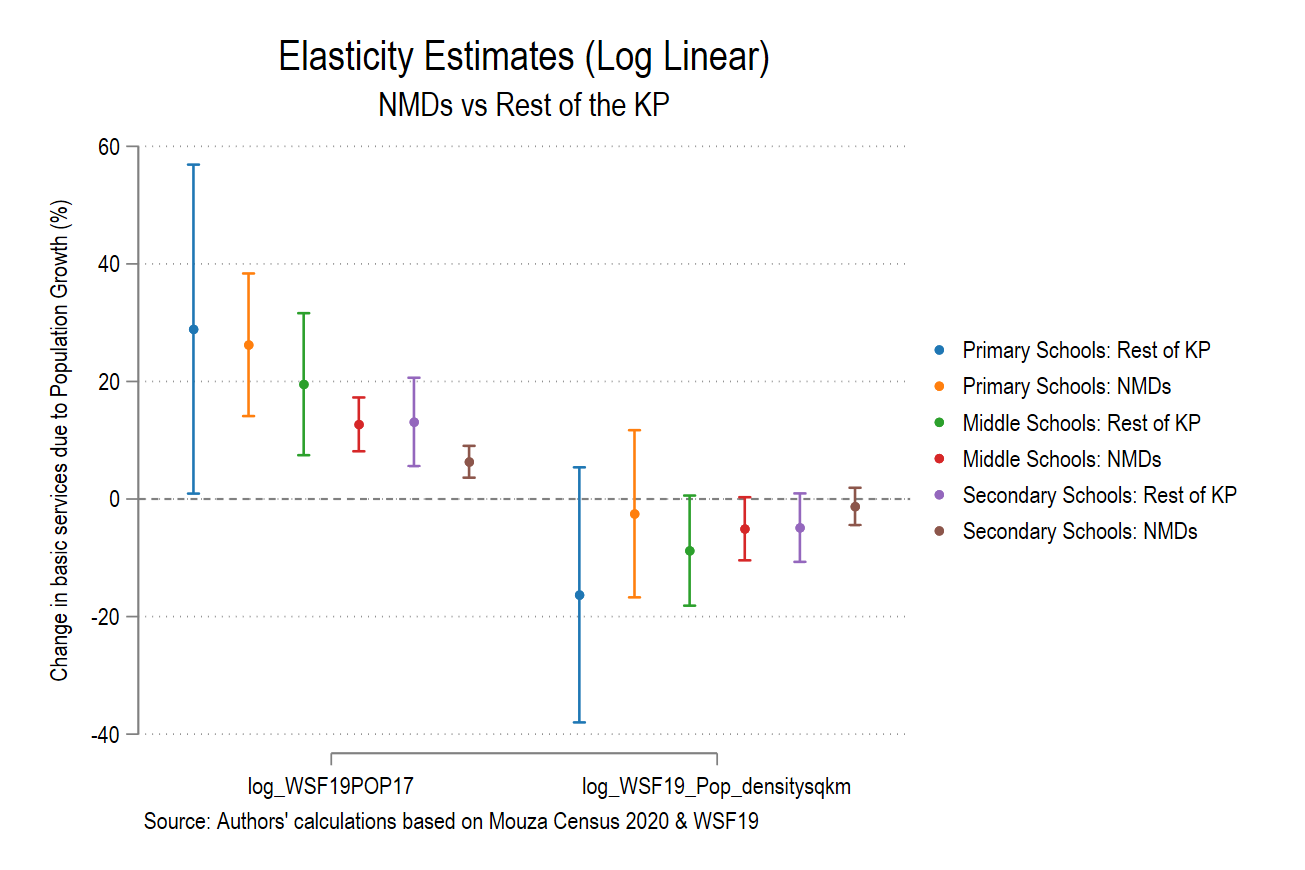 Elasticity Estimates (Log Linear)
NMDs vs Rest of the KP
Change in basic services due to Population Growth (%)
60
40
20
0
-20
-40
log_WSF19POP17
log_WSF19_Pop_densitysqkm
Source: Authors' calculations based on Mouza Census 2020 & WSF19
Primary Schools: Rest of KP
Primary Schools: NMDs
Middle Schools: Rest of KP
Middle Schools: NMDs
Secondary Schools: Rest of KP
Secondary Schools: NMDs